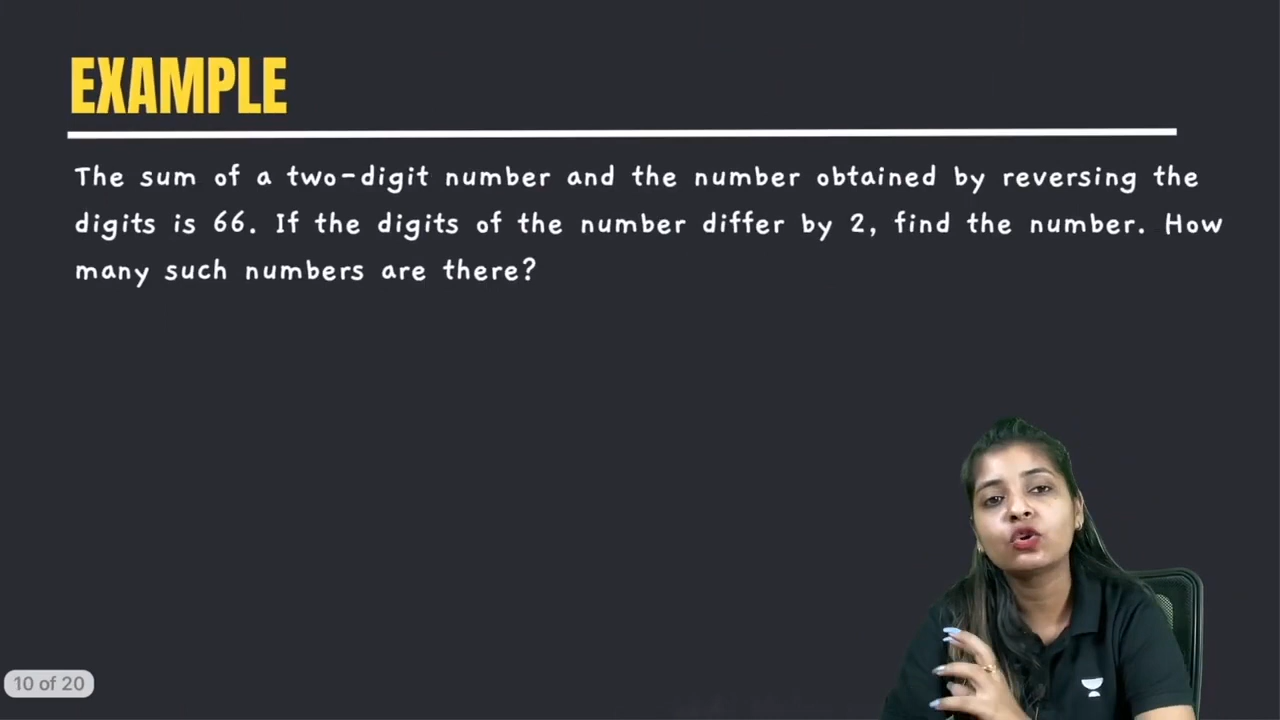 EXAMPLE
The sum of a two-digit number and the number obtained by reversing the
digits is 66. If the digits of the number differ by 2, find the number. How
many such numbers are there?
10 of 20